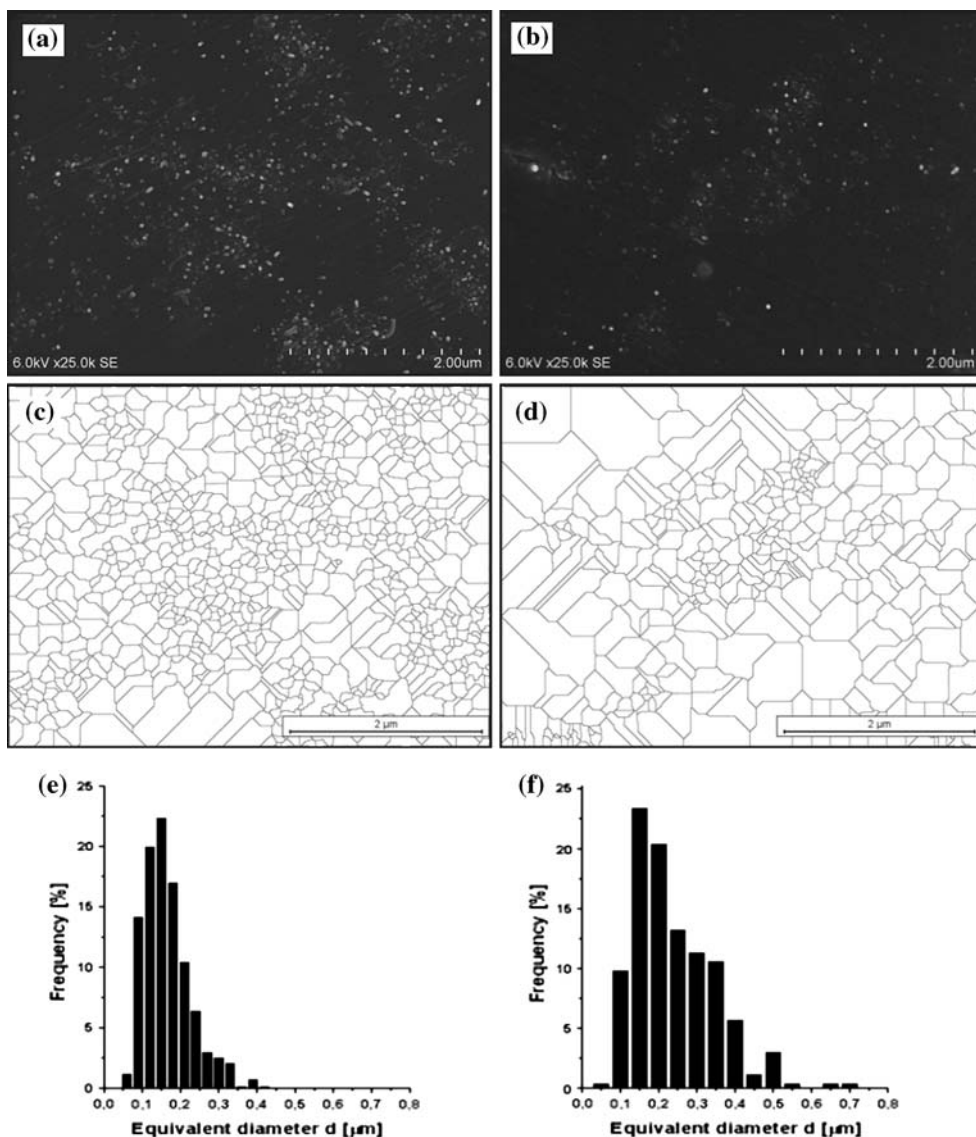 (a)
6.0kV x25.0k SE
2.00um
(b)
6.0kV x25.0k SE
2.00um
(c)
2 µm
(d)
2 µm
(e)
25
20
15
10
5
0
0,0 0,1 0,2 0,3 0,4 0,5 0,6 0,7 0,8
Frequency [%]
Equivalent diameter d [µm]
(f)
25
20
15
10
5
0
0,0 0,1 0,2 0,3 0,4 0,5 0,6 0,7 0,8
Frequency [%]
Equivalent diameter d [µm]